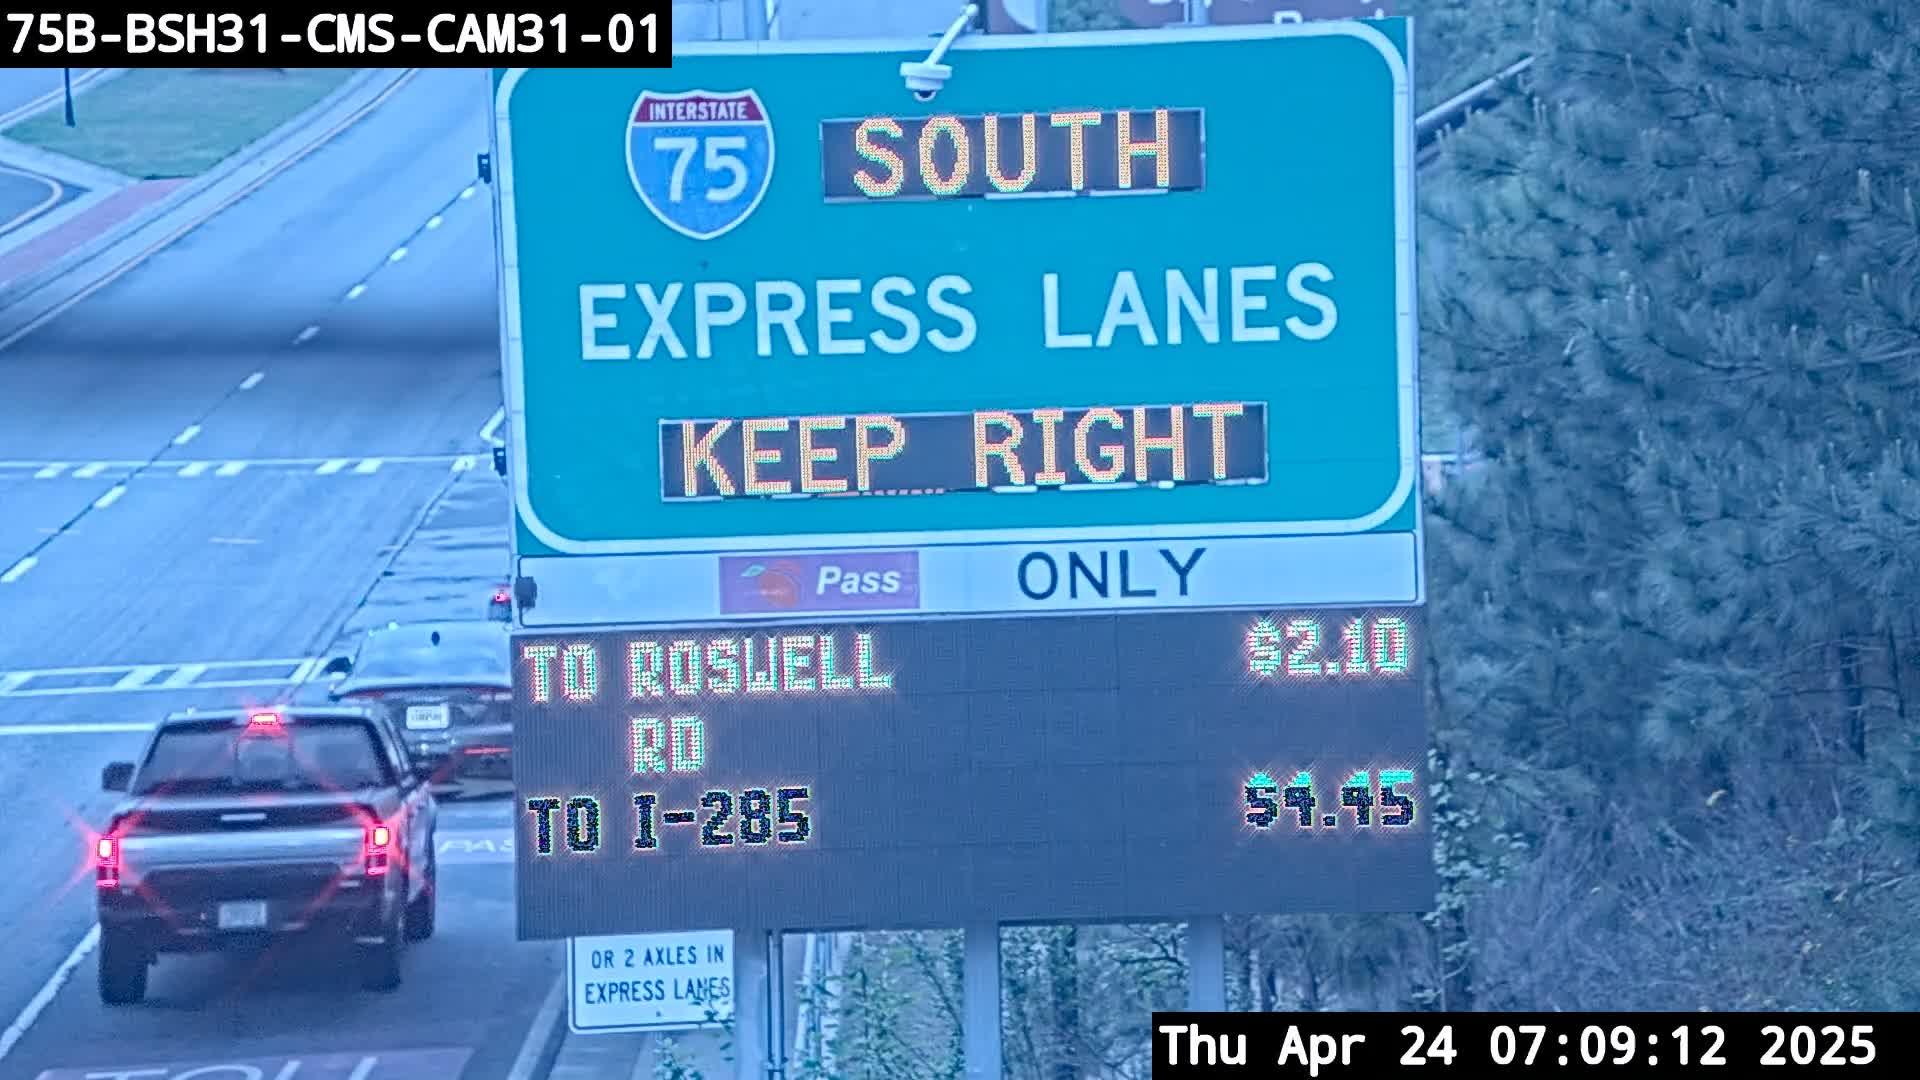 75B-BSH31-CMS-CAM31-01
INTERSTATE
75
SOUTH
EXPRESS LANES
KEEP RIGHT
Pass ONLY
TO ROSWELL $2.10
RD
TO I-285 $4.45
OR 2 AXLES IN
EXPRESS LANES
TOLL
Thu Apr 24 07:09:12 2025